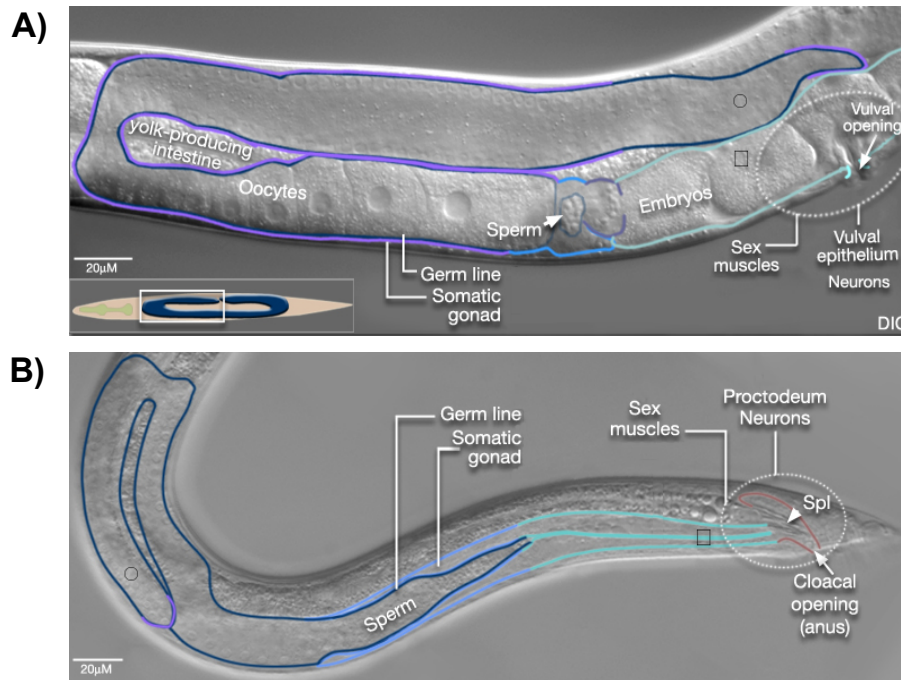 A)
yolk-producing
intestine
Oocytes
Sperm
Embryos
Vulval
opening
Sex
muscles
Vulval
epithelium
Neurons
Germ line
Somatic
gonad
20µM
DIC
B)
Germ line
Somatic
gonad
Sex
muscles
Proctodeum
Neurons
Spl
Sperm
Cloacal
opening
(anus)
20µM